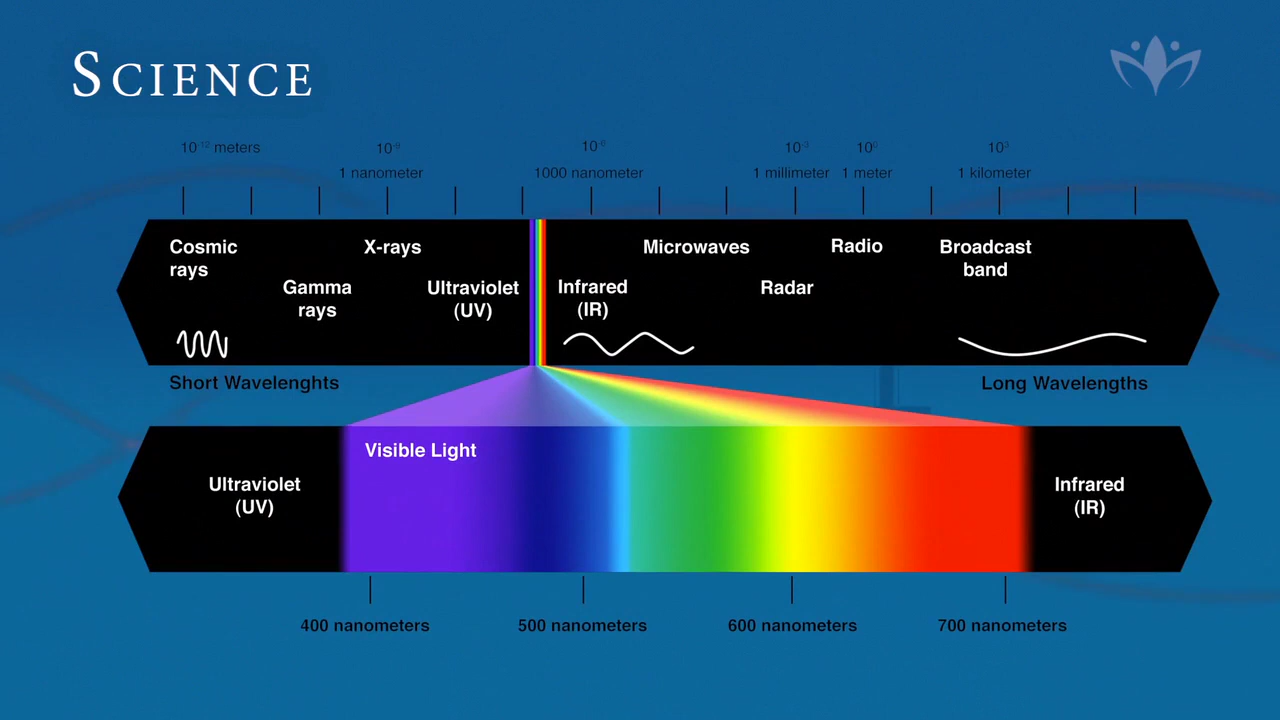 SCIENCE
10⁻¹² meters
10⁻⁹
10⁻⁶
10⁻³
10⁰
10³
1 nanometer
1000 nanometer
1 millimeter
1 meter
1 kilometer
Cosmic
rays
X-rays
Microwaves
Radio
Broadcast
band
Gamma
rays
Ultraviolet
(UV)
Infrared
(IR)
Radar
Short Wavelenghts
Long Wavelengths
Visible Light
Ultraviolet
(UV)
Infrared
(IR)
400 nanometers
500 nanometers
600 nanometers
700 nanometers